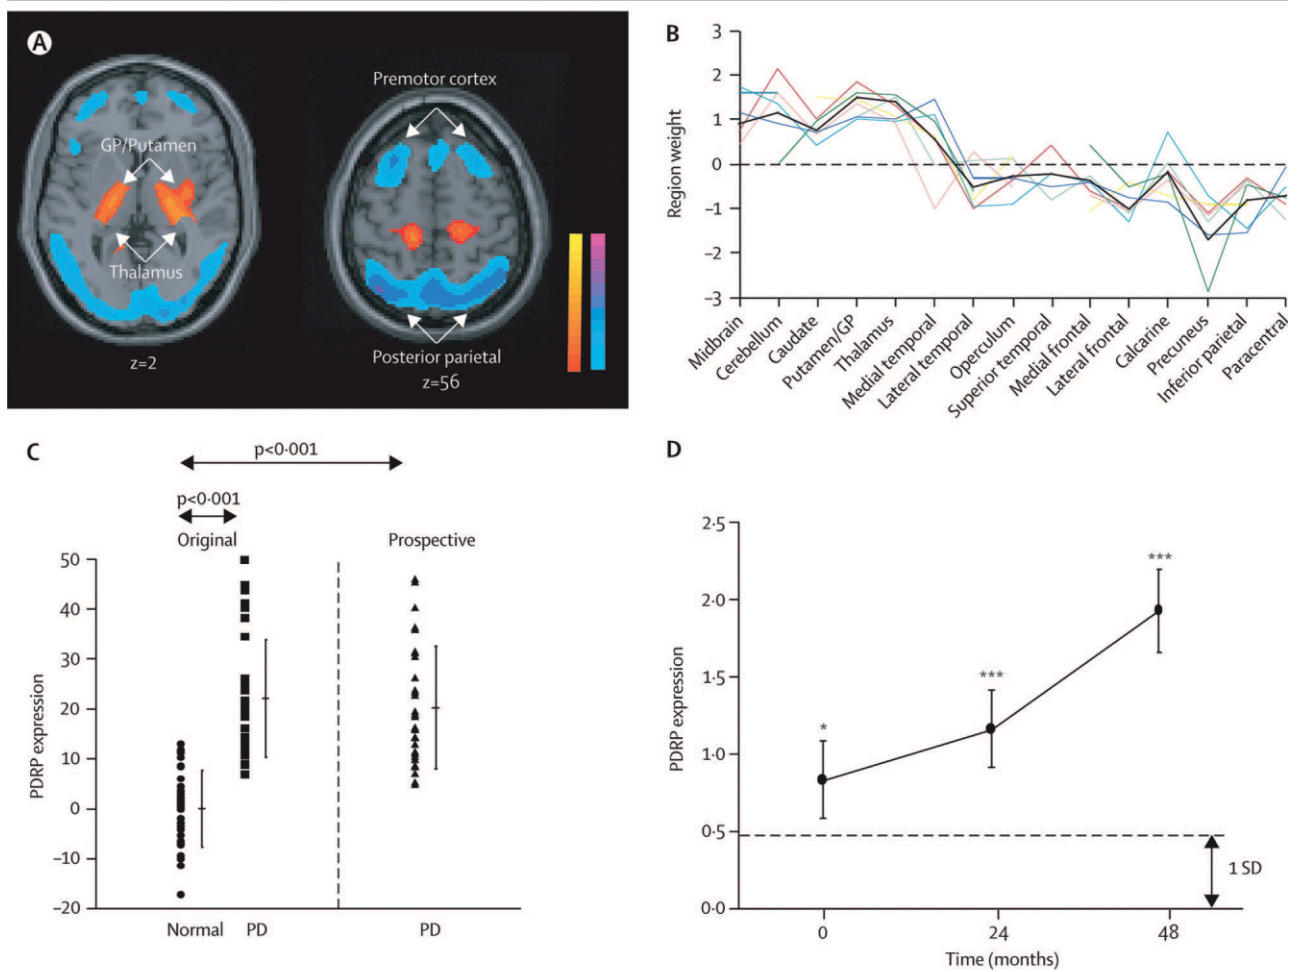 A
GP/Putamen
Thalamus
z=2
Premotor cortex
Posterior parietal
z=56
B
Region weight
3
2
1
0
−1
−2
−3
Midbrain
Cerebellum
Caudate
Putamen/GP
Thalamus
Medial temporal
Lateral temporal
Operculum
Superior temporal
Medial frontal
Lateral frontal
Calcarine
Precuneus
Inferior parietal
Paracentral
C
p<0·001
p<0·001
Original
Prospective
PDRP expression
50
40
30
20
10
0
−10
−20
Normal
PD
PD
D
PDRP expression
2·5
2·0
1·5
1·0
0·5
0·0
*
***
***
1 SD
0
24
48
Time (months)